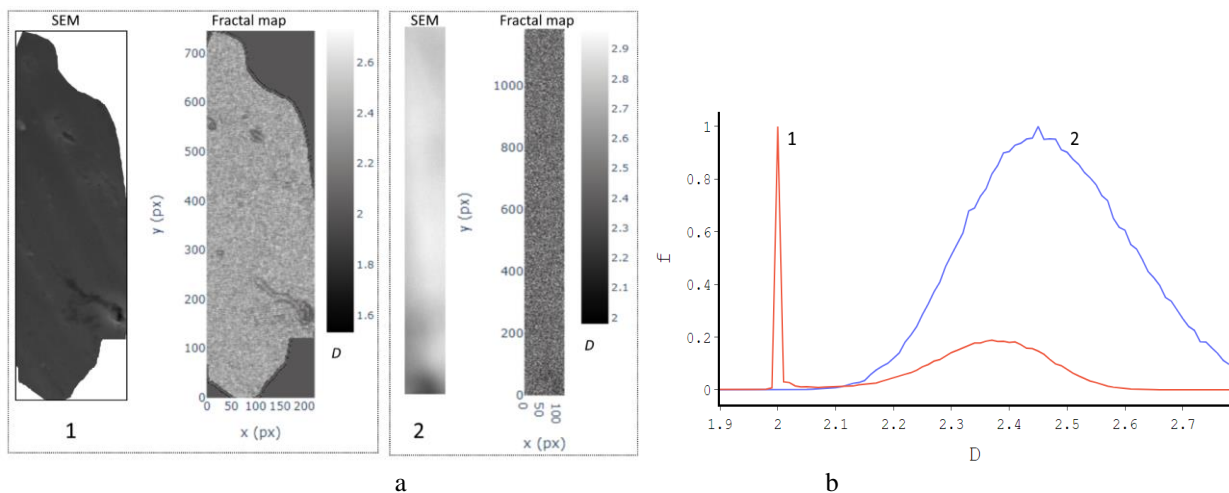 SEM
Fractal map
SEM
Fractal map
700
600
500
400
300
200
100
0
y (px)
0 50 100 150 200
x (px)
2.6
2.4
2.2
2
1.8
1.6
D
1
1000
800
600
400
200
0
y (px)
0 50 100
x (px)
2.9
2.8
2.7
2.6
2.5
2.4
2.3
2.2
2.1
2
D
2
a
1
0.8
0.6
0.4
0.2
0
f
1
2
1.9 2 2.1 2.2 2.3 2.4 2.5 2.6 2.7
D
b